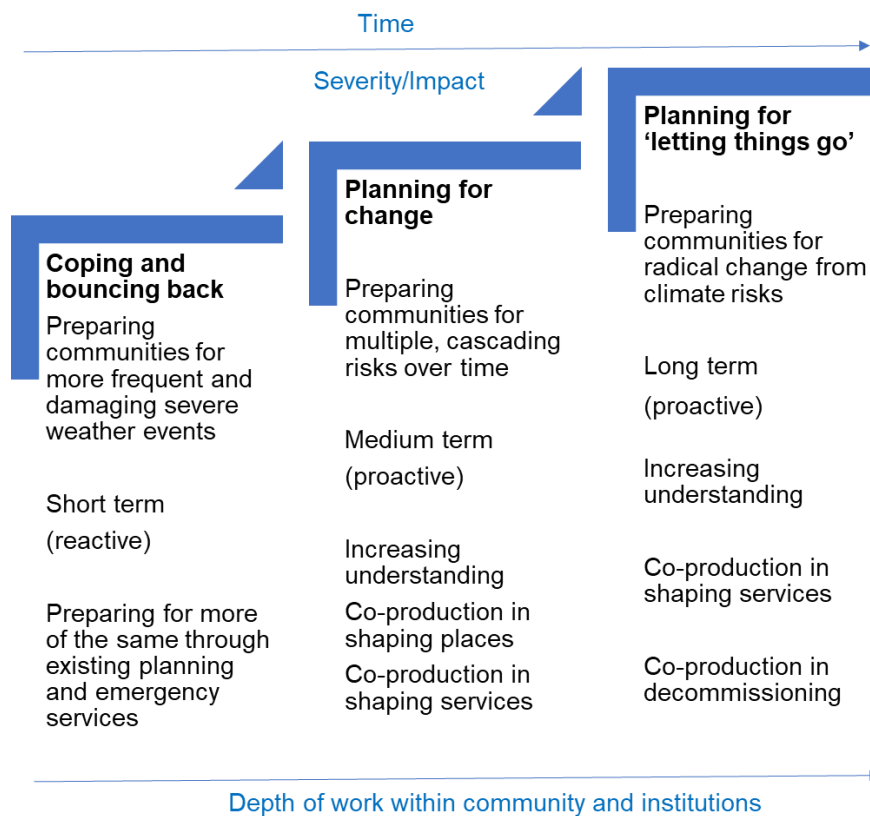 Time
Severity/Impact
Coping and
bouncing back
Preparing
communities for
more frequent and
damaging severe
weather events
Short term
(reactive)
Preparing for more
of the same through
existing planning
and emergency
services
Planning for
change
Preparing
communities for
multiple, cascading
risks over time
Medium term
(proactive)
Increasing
understanding
Co-production in
shaping places
Co-production in
shaping services
Planning for
‘letting things go’
Preparing
communities for
radical change from
climate risks
Long term
(proactive)
Increasing
understanding
Co-production in
shaping services
Co-production in
decommissioning
Depth of work within community and institutions